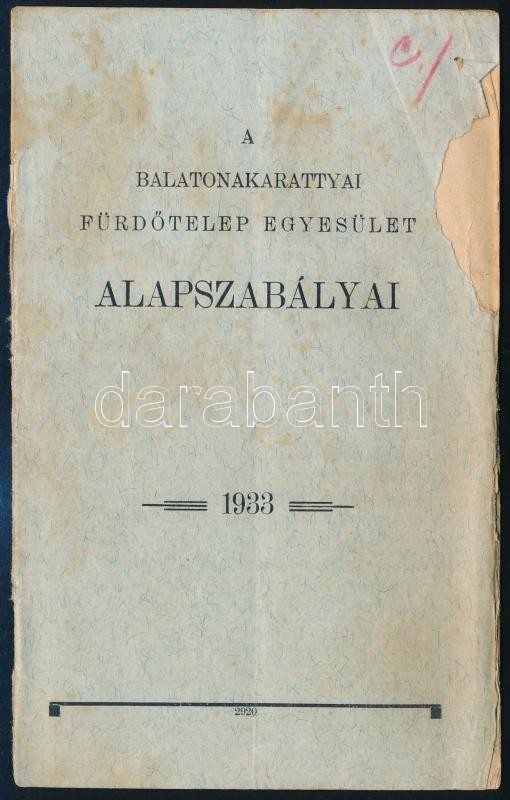 c./
A
BALATONAKARATTYAI
FÜRDŐTELEP EGYESÜLET
ALAPSZABÁLYAI
darabanth
1933
2920